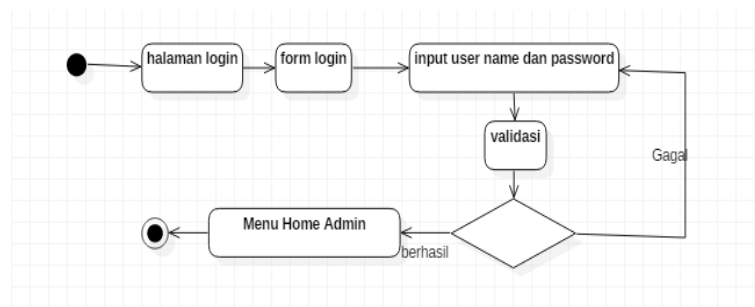 halaman login
form login
input user name dan password
validasi
Gagal
Menu Home Admin
berhasil